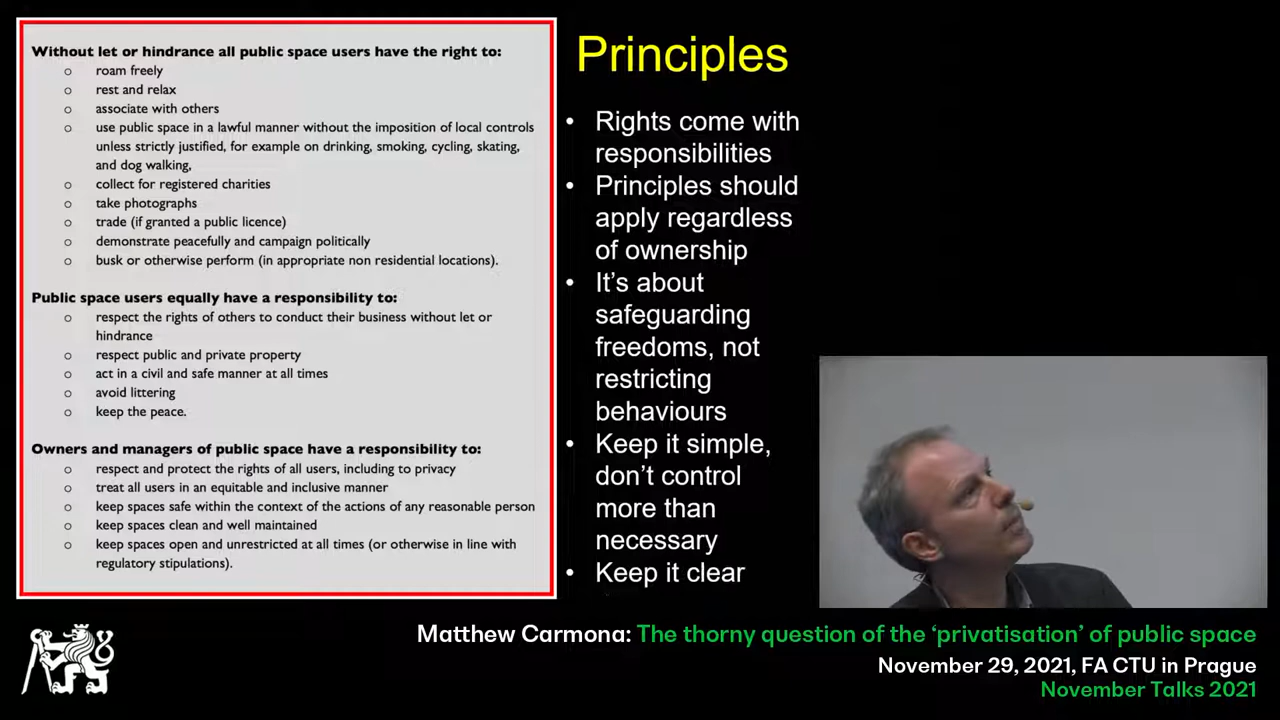 Without let or hindrance all public space users have the right to:
o roam freely
o rest and relax
o associate with others
o use public space in a lawful manner without the imposition of local controls
unless strictly justified, for example on drinking, smoking, cycling, skating,
and dog walking,
o collect for registered charities
o take photographs
o trade (if granted a public licence)
o demonstrate peacefully and campaign politically
o busk or otherwise perform (in appropriate non residential locations).
Public space users equally have a responsibility to:
o respect the rights of others to conduct their business without let or
hindrance
o respect public and private property
o act in a civil and safe manner at all times
o avoid littering
o keep the peace.
Owners and managers of public space have a responsibility to:
o respect and protect the rights of all users, including to privacy
o treat all users in an equitable and inclusive manner
o keep spaces safe within the context of the actions of any reasonable person
o keep spaces clean and well maintained
o keep spaces open and unrestricted at all times (or otherwise in line with
regulatory stipulations).
Principles
• Rights come with
responsibilities
• Principles should
apply regardless
of ownership
• It's about
safeguarding
freedoms, not
restricting
behaviours
• Keep it simple,
don't control
more than
necessary
• Keep it clear
Matthew Carmona: The thorny question of the ‘privatisation’ of public space
November 29, 2021, FA CTU in Prague
November Talks 2021